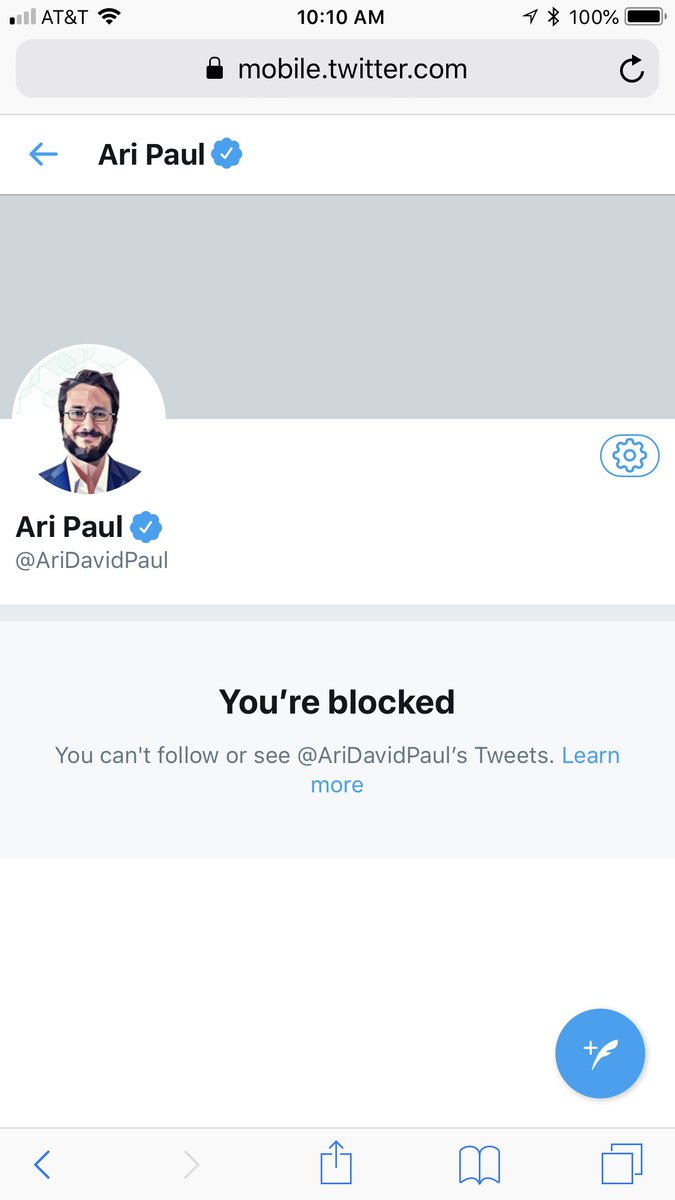 AT&T 10:10 AM 100%
mobile.twitter.com
Ari Paul
Ari Paul
@AriDavidPaul
You’re blocked
You can't follow or see @AriDavidPaul’s Tweets. Learn
more